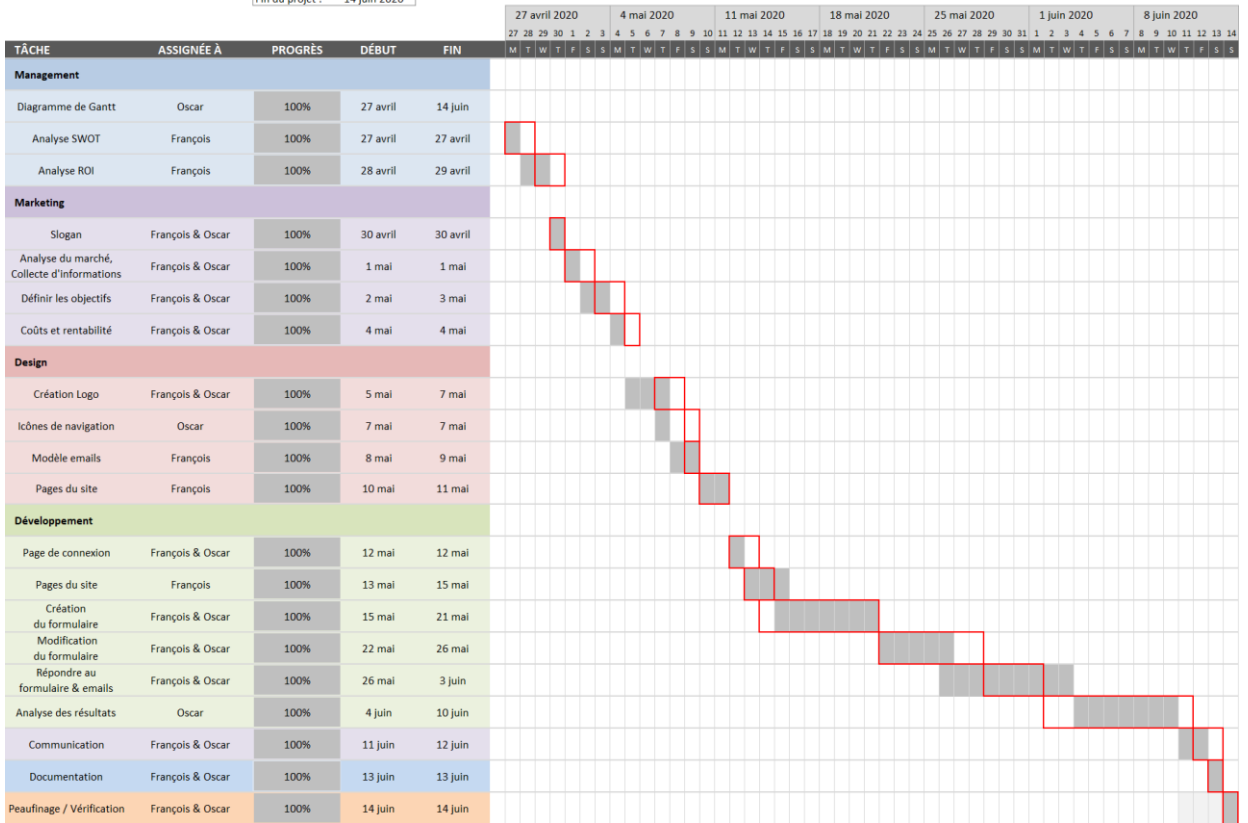 Fin du projet : 14 juin 2020
27 avril 2020 4 mai 2020 11 mai 2020 18 mai 2020 25 mai 2020 1 juin 2020 8 juin 2020
27 28 29 30 1 2 3 4 5 6 7 8 9 10 11 12 13 14 15 16 17 18 19 20 21 22 23 24 25 26 27 28 29 30 31 1 2 3 4 5 6 7 8 9 10 11 12 13 14
TÂCHE ASSIGNÉE À PROGRÈS DÉBUT FIN M T W T F S S M T W T F S S M T W T F S S M T W T F S S M T W T F S S M T W T F S S M T W T F S S
Management
Diagramme de Gantt Oscar 100% 27 avril 14 juin
Analyse SWOT François 100% 27 avril 27 avril
Analyse ROI François 100% 28 avril 29 avril
Marketing
Slogan François & Oscar 100% 30 avril 30 avril
Analyse du marché,
Collecte d'informations François & Oscar 100% 1 mai 1 mai
Définir les objectifs François & Oscar 100% 2 mai 3 mai
Coûts et rentabilité François & Oscar 100% 4 mai 4 mai
Design
Création Logo François & Oscar 100% 5 mai 7 mai
Icônes de navigation Oscar 100% 7 mai 7 mai
Modèle emails François 100% 8 mai 9 mai
Pages du site François 100% 10 mai 11 mai
Développement
Page de connexion François & Oscar 100% 12 mai 12 mai
Pages du site François 100% 13 mai 15 mai
Création
du formulaire François & Oscar 100% 15 mai 21 mai
Modification
du formulaire François & Oscar 100% 22 mai 26 mai
Répondre au
formulaire & emails François & Oscar 100% 26 mai 3 juin
Analyse des résultats Oscar 100% 4 juin 10 juin
Communication François & Oscar 100% 11 juin 12 juin
Documentation François & Oscar 100% 13 juin 13 juin
Peaufinage / Vérification François & Oscar 100% 14 juin 14 juin